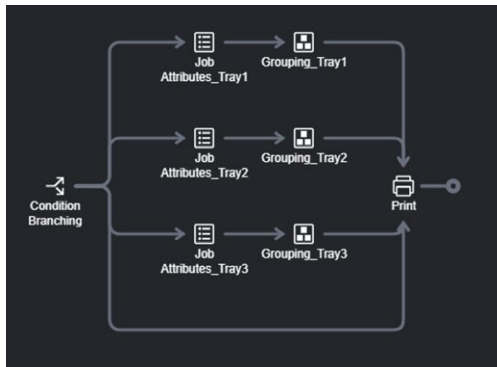 Job
Attributes_Tray1
Grouping_Tray1
Job
Attributes_Tray2
Grouping_Tray2
Condition
Branching
Print
Job
Attributes_Tray3
Grouping_Tray3